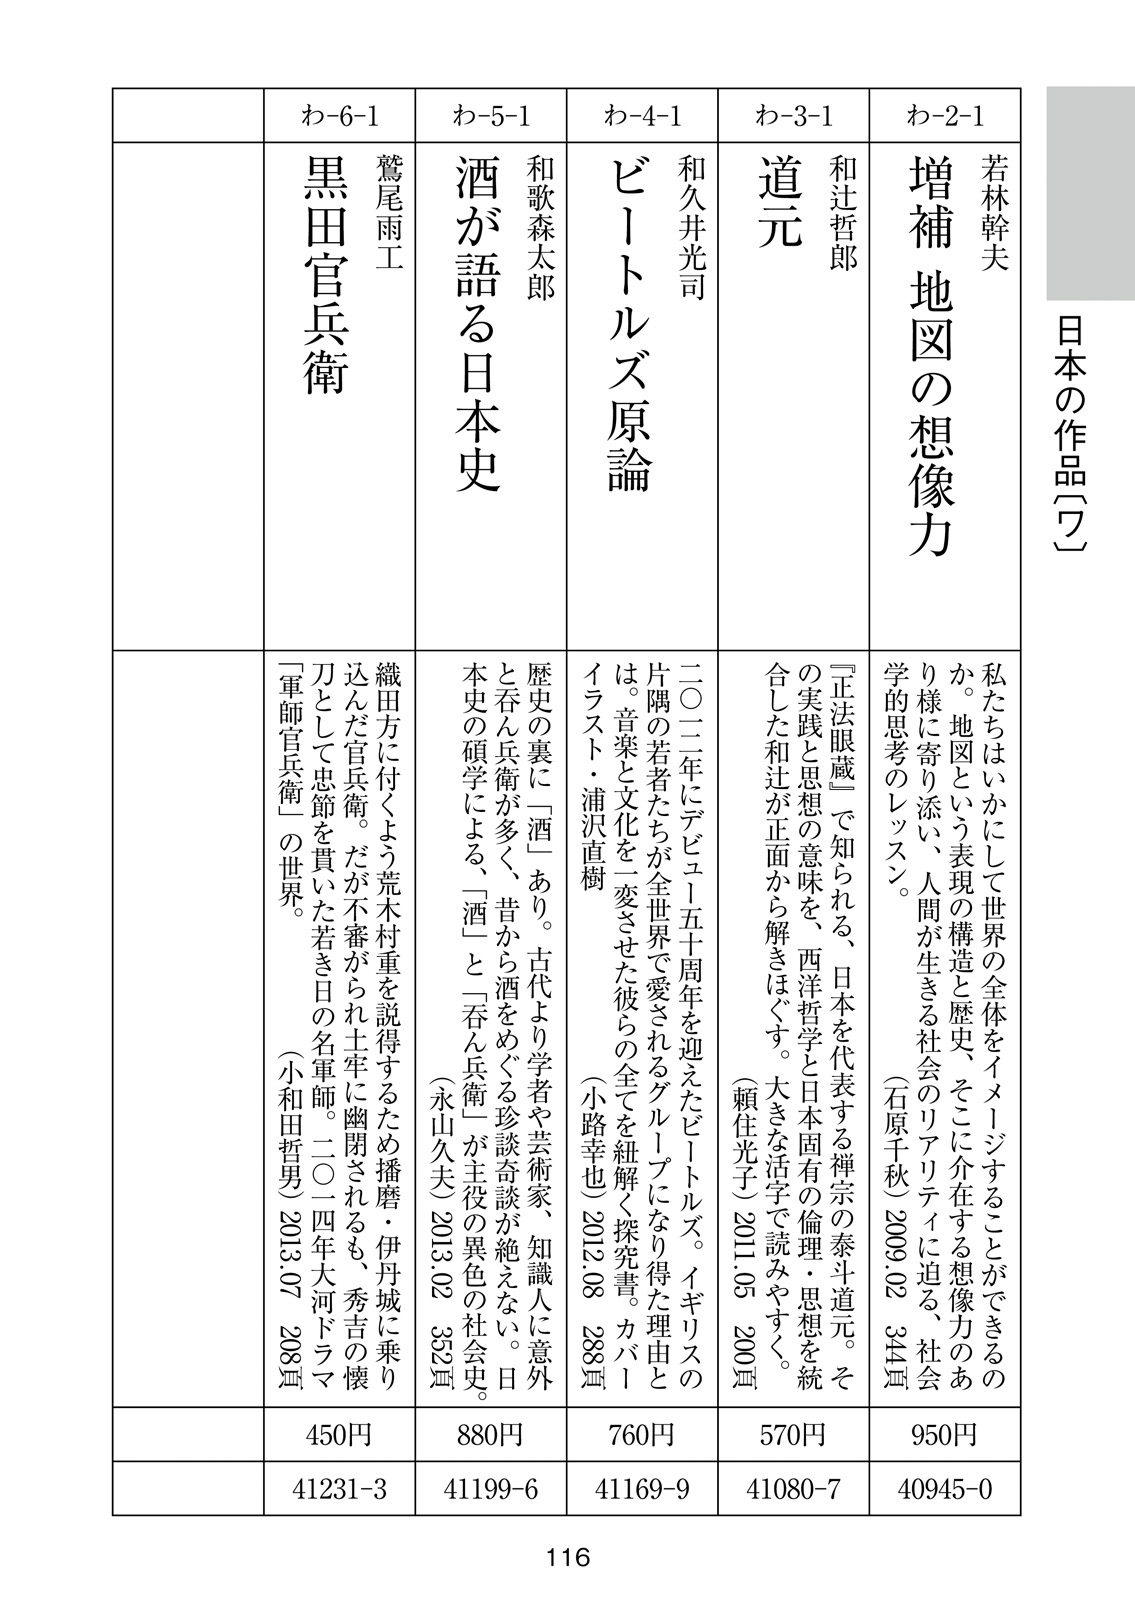 日本の作品〔ワ〕
わ-2-1
若林幹夫
増補 地図の想像力
私たちはいかにして世界の全体をイメージすることができるの
か。地図という表現の構造と歴史、そこに介在する想像力のあ
り様に寄り添い、人間が生きる社会のリアリティに迫る、社会
学的思考のレッスン。 (石原千秋) 2009.02 344頁
950円
40945-0
わ-3-1
和辻哲郎
道元
『正法眼蔵』で知られる、日本を代表する禅宗の泰斗道元。そ
の実践と思想の意味を、西洋哲学と日本固有の倫理・思想を統
合した和辻が正面から解きほぐす。大きな活字で読みやすく。
(頼住光子) 2011.05 200頁
570円
41080-7
わ-4-1
和久井光司
ビートルズ原論
二〇一二年にデビュー五十周年を迎えたビートルズ。イギリスの
片隅の若者たちが全世界で愛されるグループになり得た理由と
は。音楽と文化を一変させた彼らの全てを紐解く探究書。カバー
イラスト・浦沢直樹 (小路幸也) 2012.08 288頁
760円
41169-9
わ-5-1
和歌森太郎
酒が語る日本史
歴史の裏に「酒」あり。古代より学者や芸術家、知識人に意外
と呑ん兵衛が多く、昔から酒をめぐる珍談奇談が絶えない。日
本史の碩学による、「酒」と「呑ん兵衛」が主役の異色の社会史。
(永山久夫) 2013.02 352頁
880円
41199-6
わ-6-1
鷲尾雨工
黒田官兵衛
織田方に付くよう荒木村重を説得するため播磨・伊丹城に乗り
込んだ官兵衛。だが不審がられ土牢に幽閉されるも、秀吉の懐
刀として忠節を貫いた若き日の名軍師。二〇一四年大河ドラマ
「軍師官兵衛」の世界。 (小和田哲男) 2013.07 208頁
450円
41231-3
116